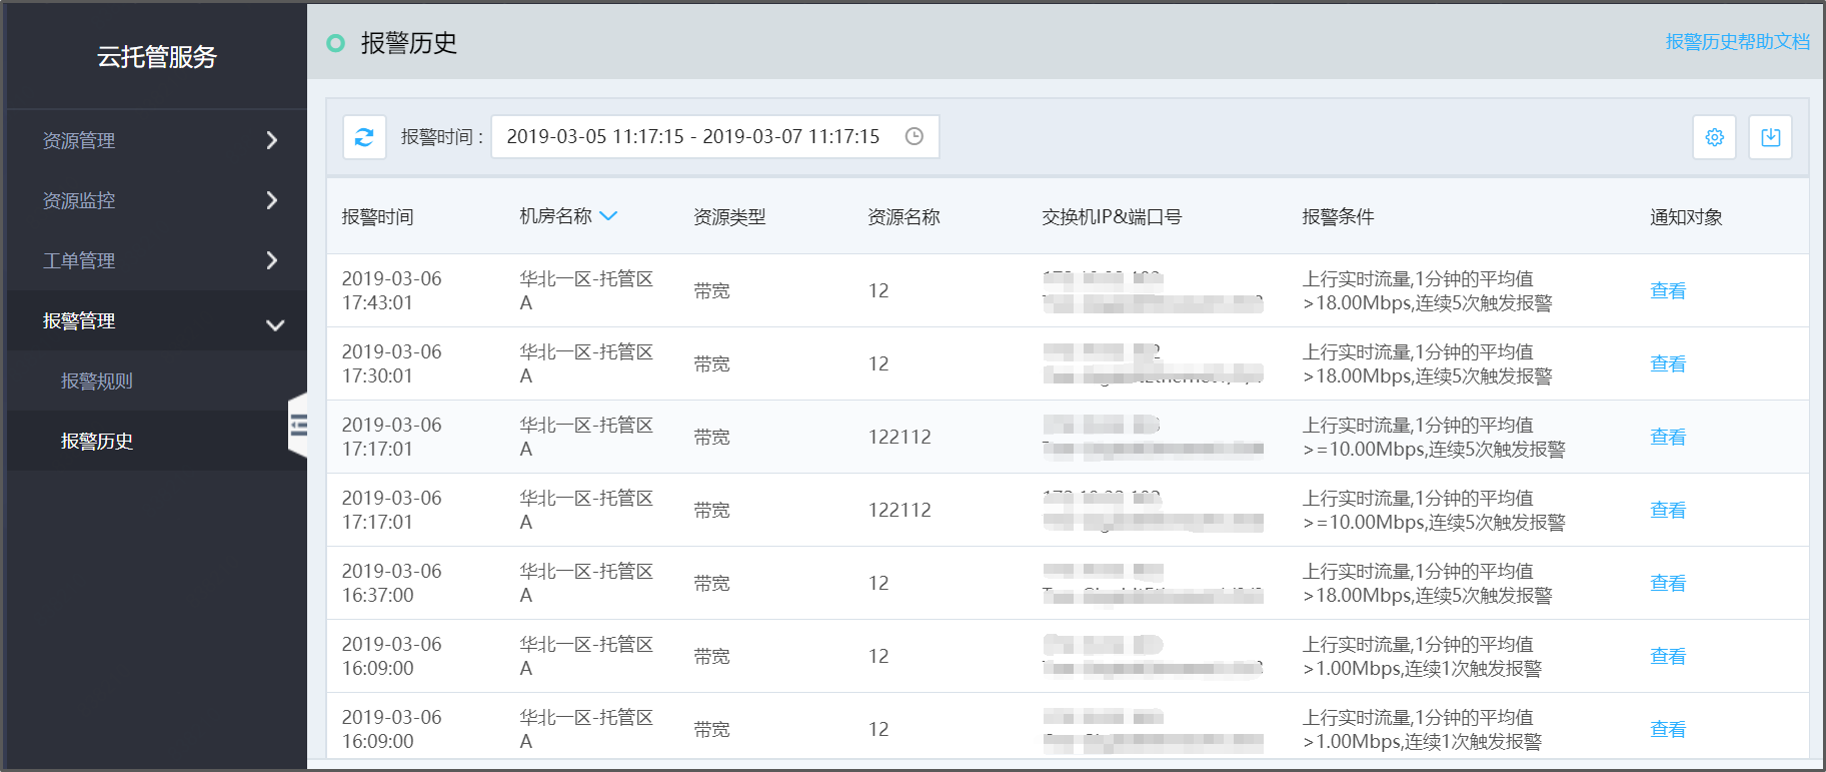 云托管服务
资源管理
资源监控
工单管理
报警管理
报警规则
报警历史
报警历史
报警历史帮助文档
报警时间 : 2019-03-05 11:17:15 - 2019-03-07 11:17:15
报警时间 机房名称 资源类型 资源名称 交换机IP&端口号 报警条件 通知对象
2019-03-06 华北一区-托管区 上行实时流量,1分钟的平均值
带宽 12 查看
17:43:01 A >18.00Mbps,连续5次触发报警
2019-03-06 华北一区-托管区 上行实时流量,1分钟的平均值
带宽 12 查看
17:30:01 A >18.00Mbps,连续5次触发报警
2019-03-06 华北一区-托管区 上行实时流量,1分钟的平均值
带宽 122112 查看
17:17:01 A >=10.00Mbps,连续5次触发报警
2019-03-06 华北一区-托管区 上行实时流量,1分钟的平均值
带宽 122112 查看
17:17:01 A >=10.00Mbps,连续5次触发报警
2019-03-06 华北一区-托管区 上行实时流量,1分钟的平均值
带宽 12 查看
16:37:00 A >18.00Mbps,连续5次触发报警
2019-03-06 华北一区-托管区 上行实时流量,1分钟的平均值
带宽 12 查看
16:09:00 A >1.00Mbps,连续1次触发报警
2019-03-06 华北一区-托管区 上行实时流量,1分钟的平均值
带宽 12 查看
16:09:00 A >1.00Mbps,连续1次触发报警